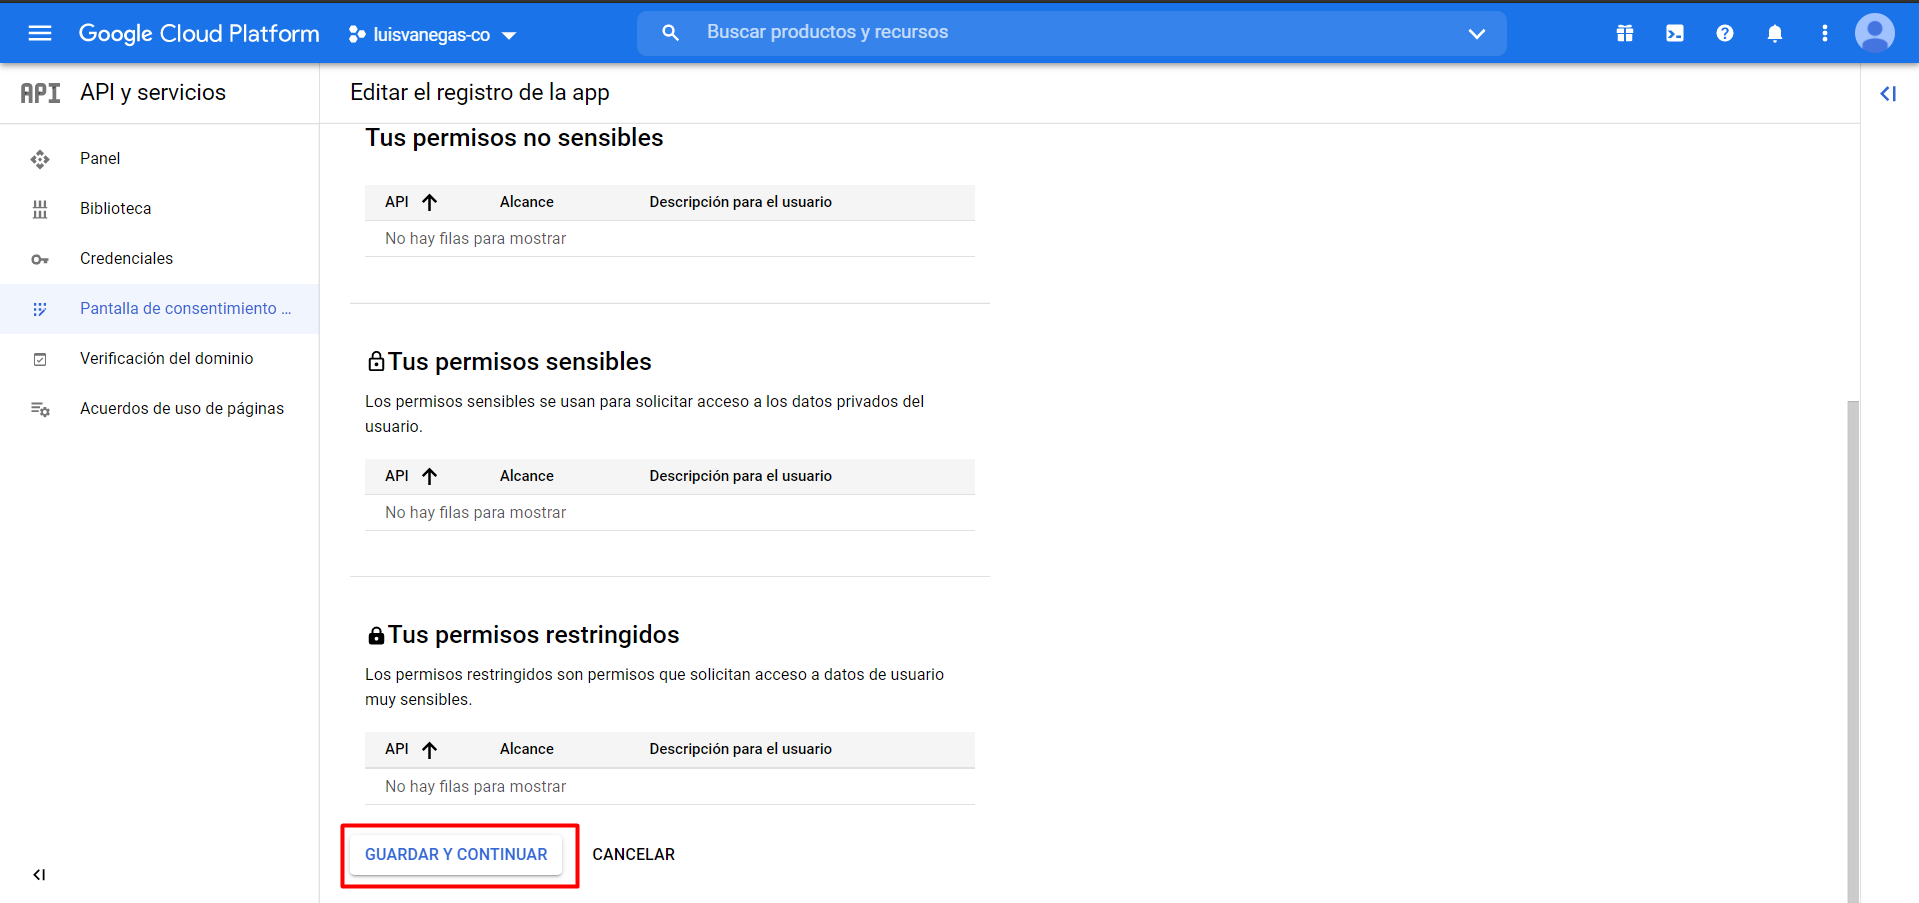 Google Cloud Platform
luisvanegas-co
Buscar productos y recursos
API
API y servicios
Editar el registro de la app
Panel
Biblioteca
Credenciales
Pantalla de consentimiento ...
Verificación del dominio
Acuerdos de uso de páginas
Tus permisos no sensibles
API Alcance Descripción para el usuario
No hay filas para mostrar
Tus permisos sensibles
Los permisos sensibles se usan para solicitar acceso a los datos privados del
usuario.
API Alcance Descripción para el usuario
No hay filas para mostrar
Tus permisos restringidos
Los permisos restringidos son permisos que solicitan acceso a datos de usuario
muy sensibles.
API Alcance Descripción para el usuario
No hay filas para mostrar
GUARDAR Y CONTINUAR CANCELAR